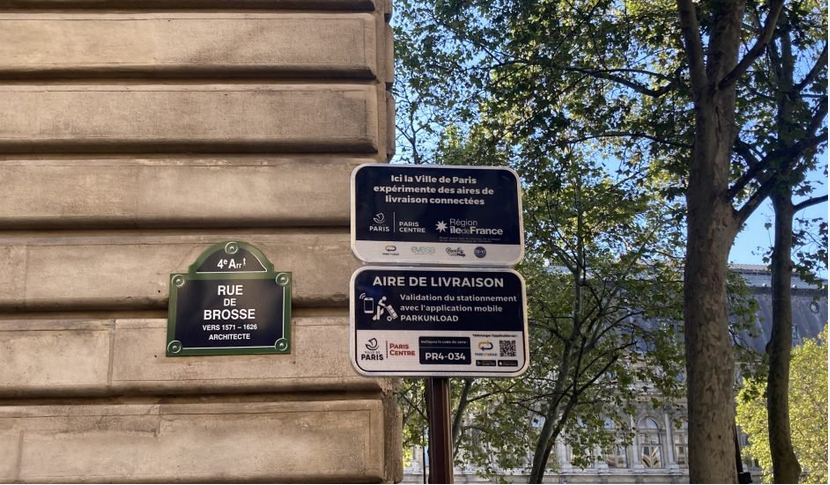 4e Arrt
RUE
DE
BROSSE
VERS 1571 – 1626
ARCHITECTE
Ici la Ville de Paris
expérimente des aires de
livraison connectées
PARIS
PARIS
CENTRE
Région
îledeFrance
AIRE DE LIVRAISON
Validation du stationnement
avec l'application mobile
PARKUNLOAD
VILLE DE
PARIS
PARIS
CENTRE
PR4-034